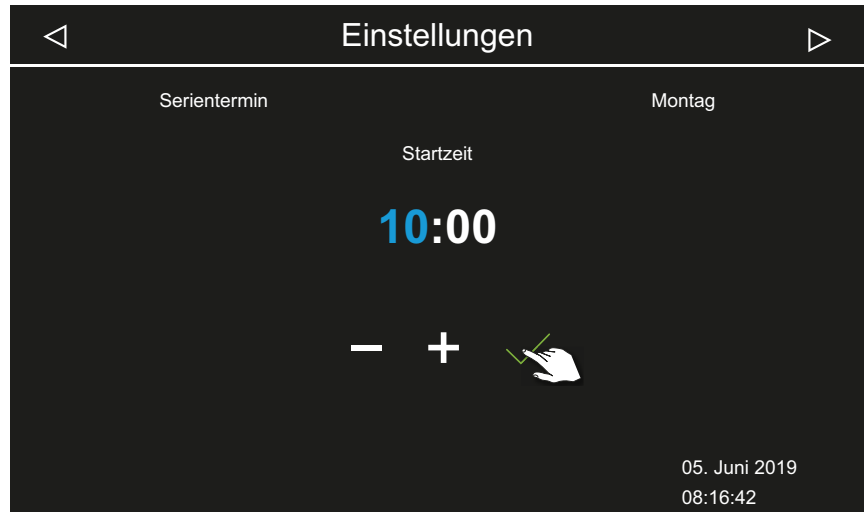 Einstellungen
Serientermin Montag
Startzeit
10:00
05. Juni 2019
08:16:42